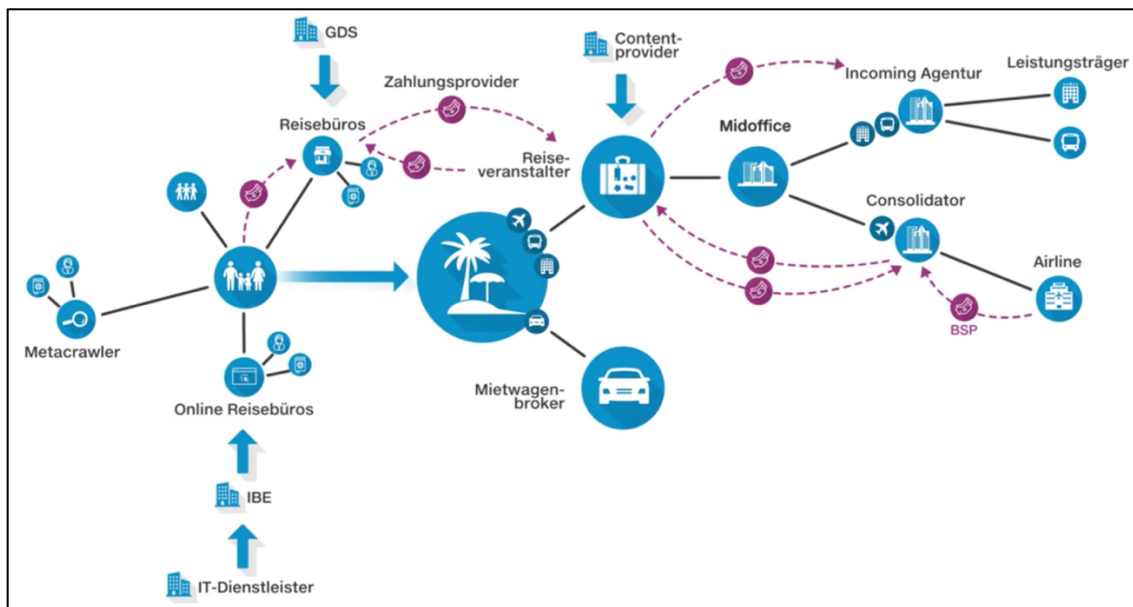 GDS
Content-
provider
Zahlungsprovider
Incoming Agentur
Leistungsträger
Reisebüros
Midoffice
Reise-
veranstalter
Consolidator
Airline
BSP
Metacrawler
Mietwagen-
broker
Online Reisebüros
IBE
IT-Dienstleister